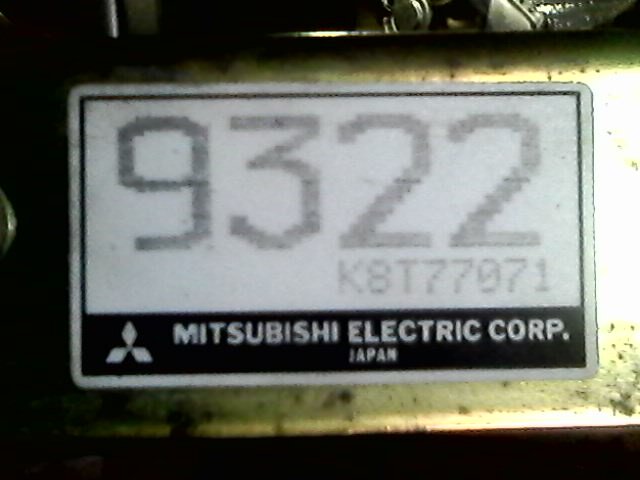 9322
K8T77071
MITSUBISHI ELECTRIC CORP.
JAPAN